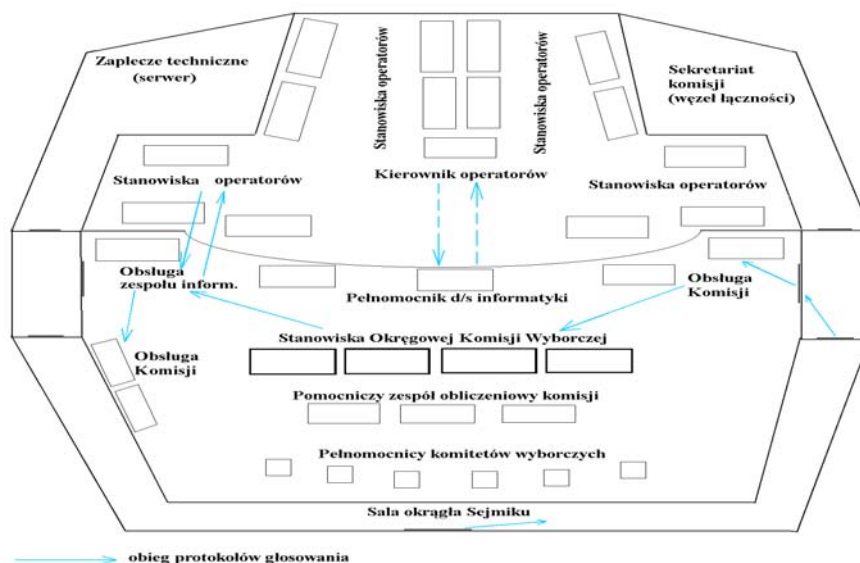 Zaplecze techniczne
(serwer)
Stanowiska operatorów
Stanowiska operatorów
Sekretariat
komisji
(węzeł łączności)
Kierownik operatorów
Stanowiska operatorów
Stanowiska operatorów
Obsługa
zespołu inform.
Obsługa
Komisji
Pełnomocnik d/s informatyki
Stanowiska Okręgowej Komisji Wyborczej
Obsługa
Komisji
Pomocniczy zespół obliczeniowy komisji
Pełnomocnicy komitetów wyborczych
Sala okrągła Sejmiku
obieg protokołów głosowania